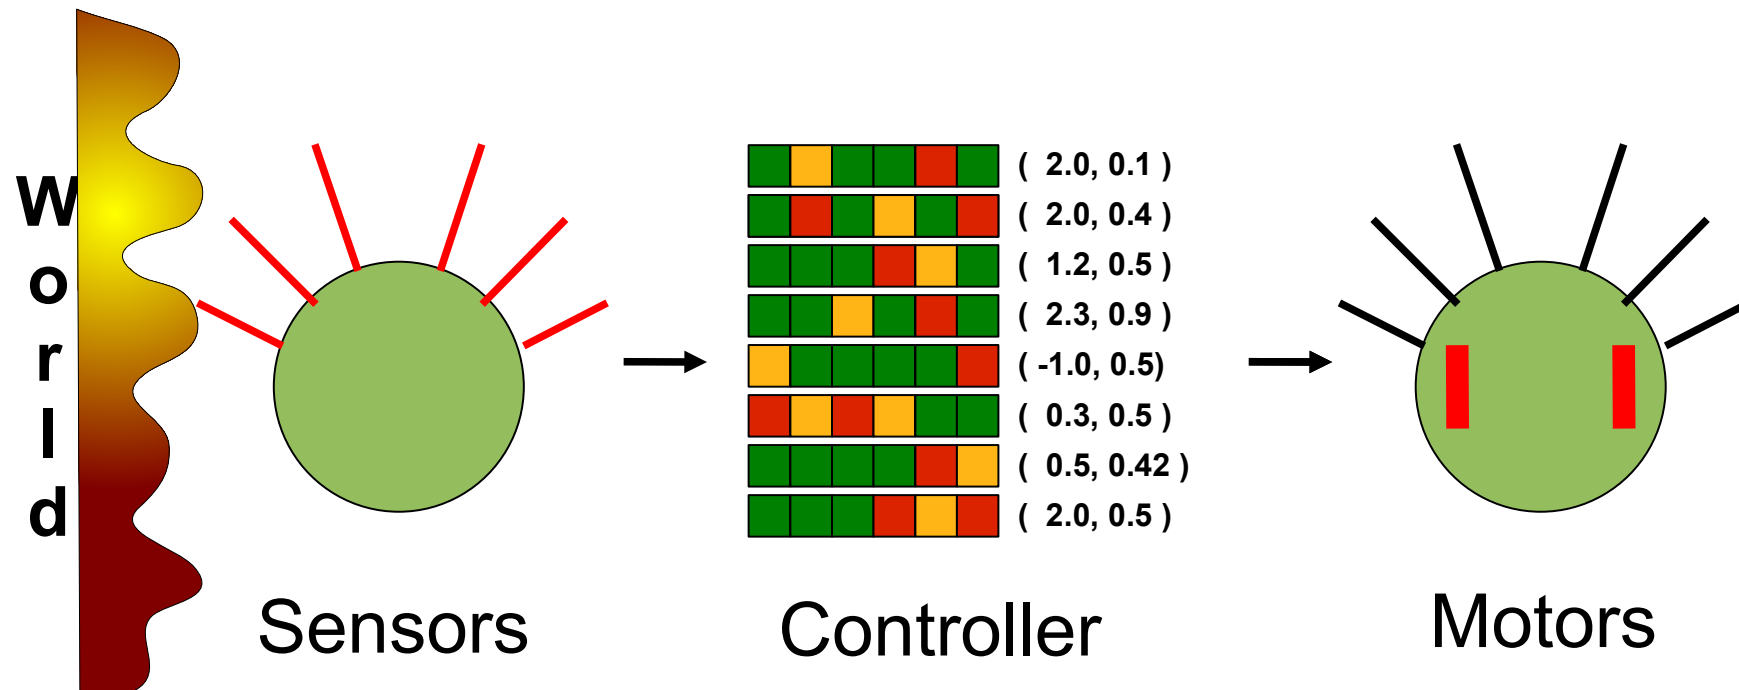 World
( 2.0, 0.1 )
( 2.0, 0.4 )
( 1.2, 0.5 )
( 2.3, 0.9 )
( -1.0, 0.5)
( 0.3, 0.5 )
( 0.5, 0.42 )
( 2.0, 0.5 )
Sensors
Controller
Motors